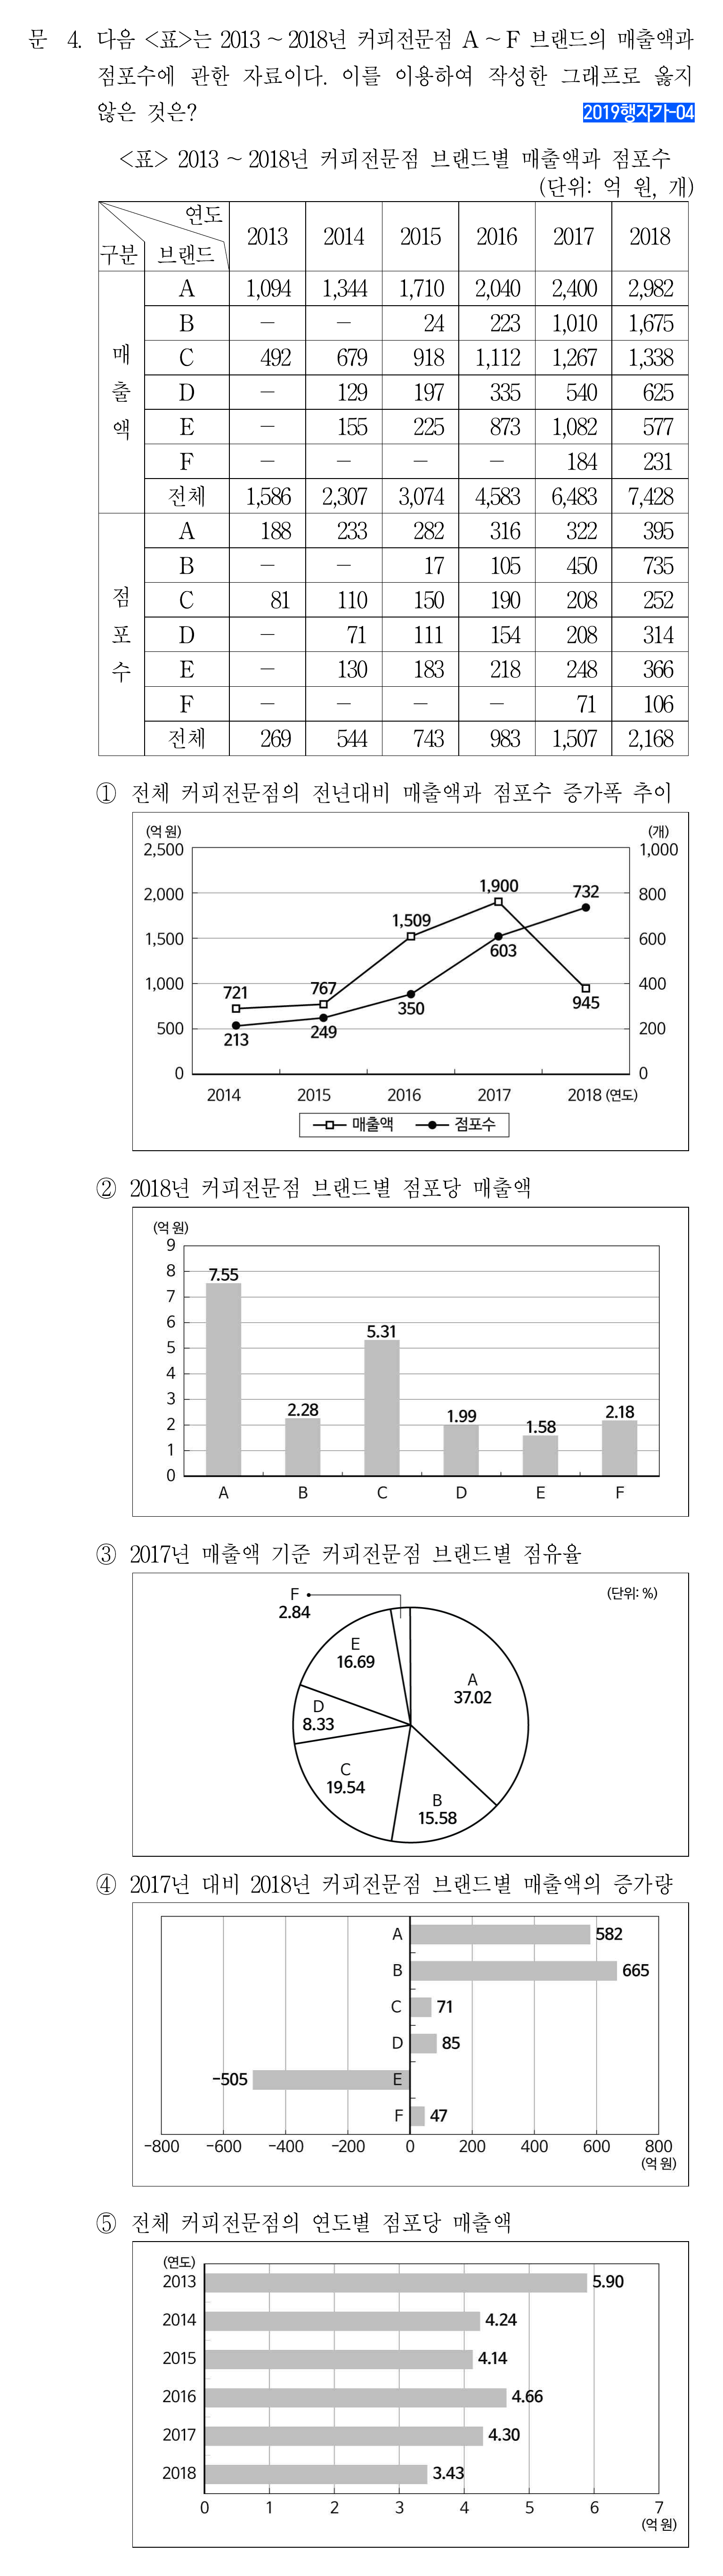 문 4. 다음 <표>는 2013 ~ 2018년 커피전문점 A ~ F 브랜드의 매출액과
점포수에 관한 자료이다. 이를 이용하여 작성한 그래프로 옳지
않은 것은? 2019행자가-04
<표> 2013 ~ 2018년 커피전문점 브랜드별 매출액과 점포수
(단위: 억 원, 개)
구분 브랜드 연도 2013 2014 2015 2016 2017 2018
매출액
A 1,094 1,344 1,710 2,040 2,400 2,982
B － － 24 223 1,010 1,675
C 492 679 918 1,112 1,267 1,338
D － 129 197 335 540 625
E － 155 225 873 1,082 577
F － － － － 184 231
전체 1,586 2,307 3,074 4,583 6,483 7,428
점포수
A 188 233 282 316 322 395
B － － 17 105 450 735
C 81 110 150 190 208 252
D － 71 111 154 208 314
E － 130 183 218 248 366
F － － － － 71 106
전체 269 544 743 983 1,507 2,168
① 전체 커피전문점의 전년대비 매출액과 점포수 증가폭 추이
(억 원) (개)
2,500 1,000
2,000 800
1,500 600
1,000 400
500 200
0 0
721 767 1,509 1,900 945
213 249 350 603 732
2014 2015 2016 2017 2018 (연도)
매출액 점포수
② 2018년 커피전문점 브랜드별 점포당 매출액
(억 원)
9
8
7
6
5
4
3
2
1
0
7.55 2.28 5.31 1.99 1.58 2.18
A B C D E F
③ 2017년 매출액 기준 커피전문점 브랜드별 점유율
(단위: %)
A
37.02
B
15.58
C
19.54
D
8.33
E
16.69
F
2.84
④ 2017년 대비 2018년 커피전문점 브랜드별 매출액의 증가량
A 582
B 665
C 71
D 85
-505 E
F 47
-800 -600 -400 -200 0 200 400 600 800
(억 원)
⑤ 전체 커피전문점의 연도별 점포당 매출액
(연도)
2013 5.90
2014 4.24
2015 4.14
2016 4.66
2017 4.30
2018 3.43
0 1 2 3 4 5 6 7
(억 원)